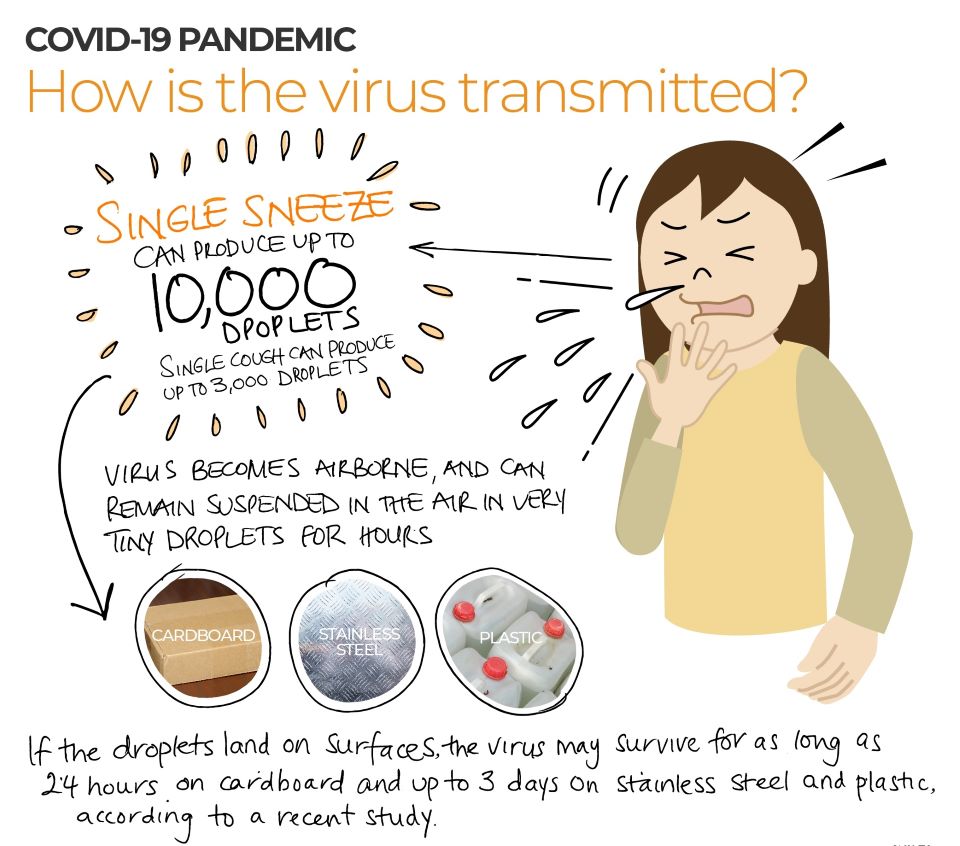 COVID-19 PANDEMIC
How is the virus transmitted?
SINGLE SNEEZE
CAN PRODUCE UP TO
10,000
DPOPLETS
SINGLE COUGH CAN PRODUCE
UP TO 3,000 DROPLETS
VIRUS BECOMES AIRBORNE, AND CAN
REMAIN SUSPENDED IN THE AIR IN VERY
TINY DROPLETS FOR HOURS
CARDBOARD
STAINLESS
STEEL
PLASTIC
If the droplets land on surfaces, the virus may survive for as long as
24 hours on cardboard and up to 3 days on stainless steel and plastic,
according to a recent study.